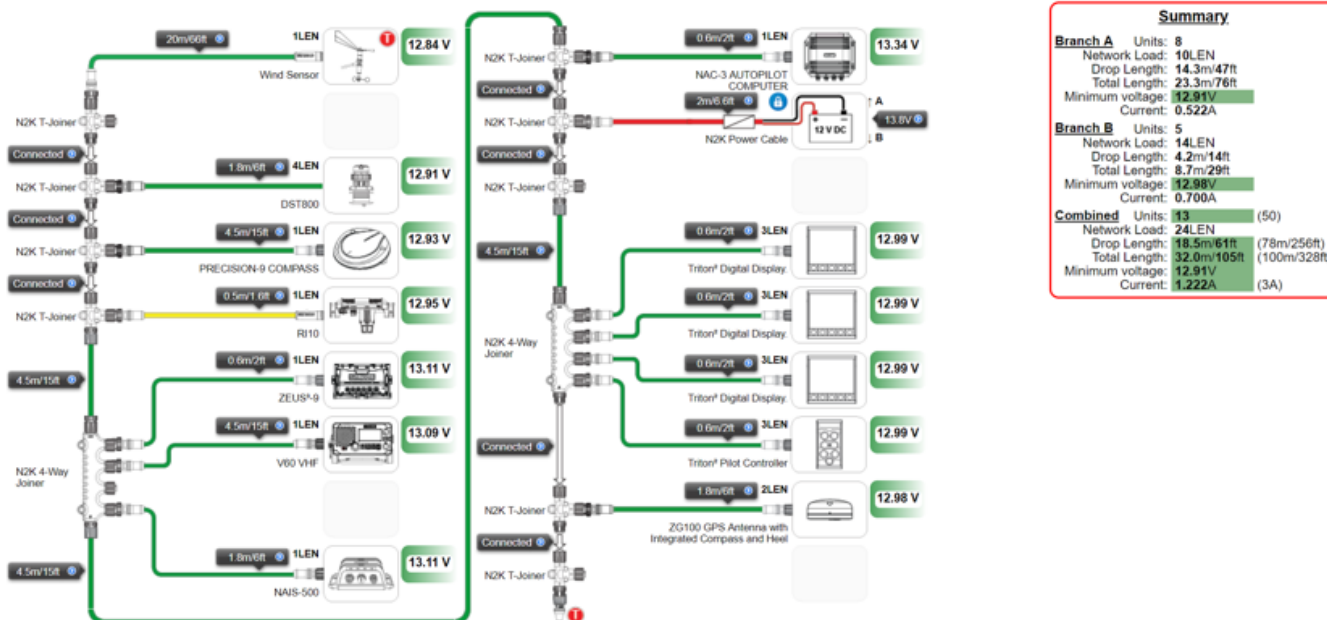 20m/66ft
1LEN
T
12.84 V
Wind Sensor
N2K T-Joiner
Connected
1.8m/6ft
4LEN
12.91 V
N2K T-Joiner
DST800
Connected
4.5m/15ft
1LEN
12.93 V
N2K T-Joiner
PRECISION-9 COMPASS
Connected
0.5m/1.6ft
1LEN
12.95 V
N2K T-Joiner
RI10
4.5m/15ft
0.6m/2ft
1LEN
13.11 V
ZEUS²-9
4.5m/15ft
1LEN
13.09 V
V60 VHF
N2K 4-Way
Joiner
4.5m/15ft
1.8m/6ft
1LEN
13.11 V
NAIS-500
0.6m/2ft
1LEN
13.34 V
N2K T-Joiner
NAC-3 AUTOPILOT
COMPUTER
Connected
2m/6.6ft
↑ A
N2K T-Joiner
12 V DC
13.8V
N2K Power Cable
↓ B
Connected
N2K T-Joiner
4.5m/15ft
0.6m/2ft
3LEN
12.99 V
Triton² Digital Display.
0.6m/2ft
3LEN
12.99 V
Triton² Digital Display.
N2K 4-Way
Joiner
0.6m/2ft
3LEN
12.99 V
Triton² Digital Display.
0.6m/2ft
3LEN
12.99 V
Triton² Pilot Controller
Connected
1.8m/6ft
2LEN
12.98 V
N2K T-Joiner
ZG100 GPS Antenna with
Integrated Compass and Heel
Connected
N2K T-Joiner
T
Summary
Branch A Units: 8
Network Load: 10LEN
Drop Length: 14.3m/47ft
Total Length: 23.3m/76ft
Minimum voltage: 12.91V
Current: 0.522A
Branch B Units: 5
Network Load: 14LEN
Drop Length: 4.2m/14ft
Total Length: 8.7m/29ft
Minimum voltage: 12.98V
Current: 0.700A
Combined Units: 13 (50)
Network Load: 24LEN
Drop Length: 18.5m/61ft (78m/256ft)
Total Length: 32.0m/105ft (100m/328ft
Minimum voltage: 12.91V
Current: 1.222A (3A)